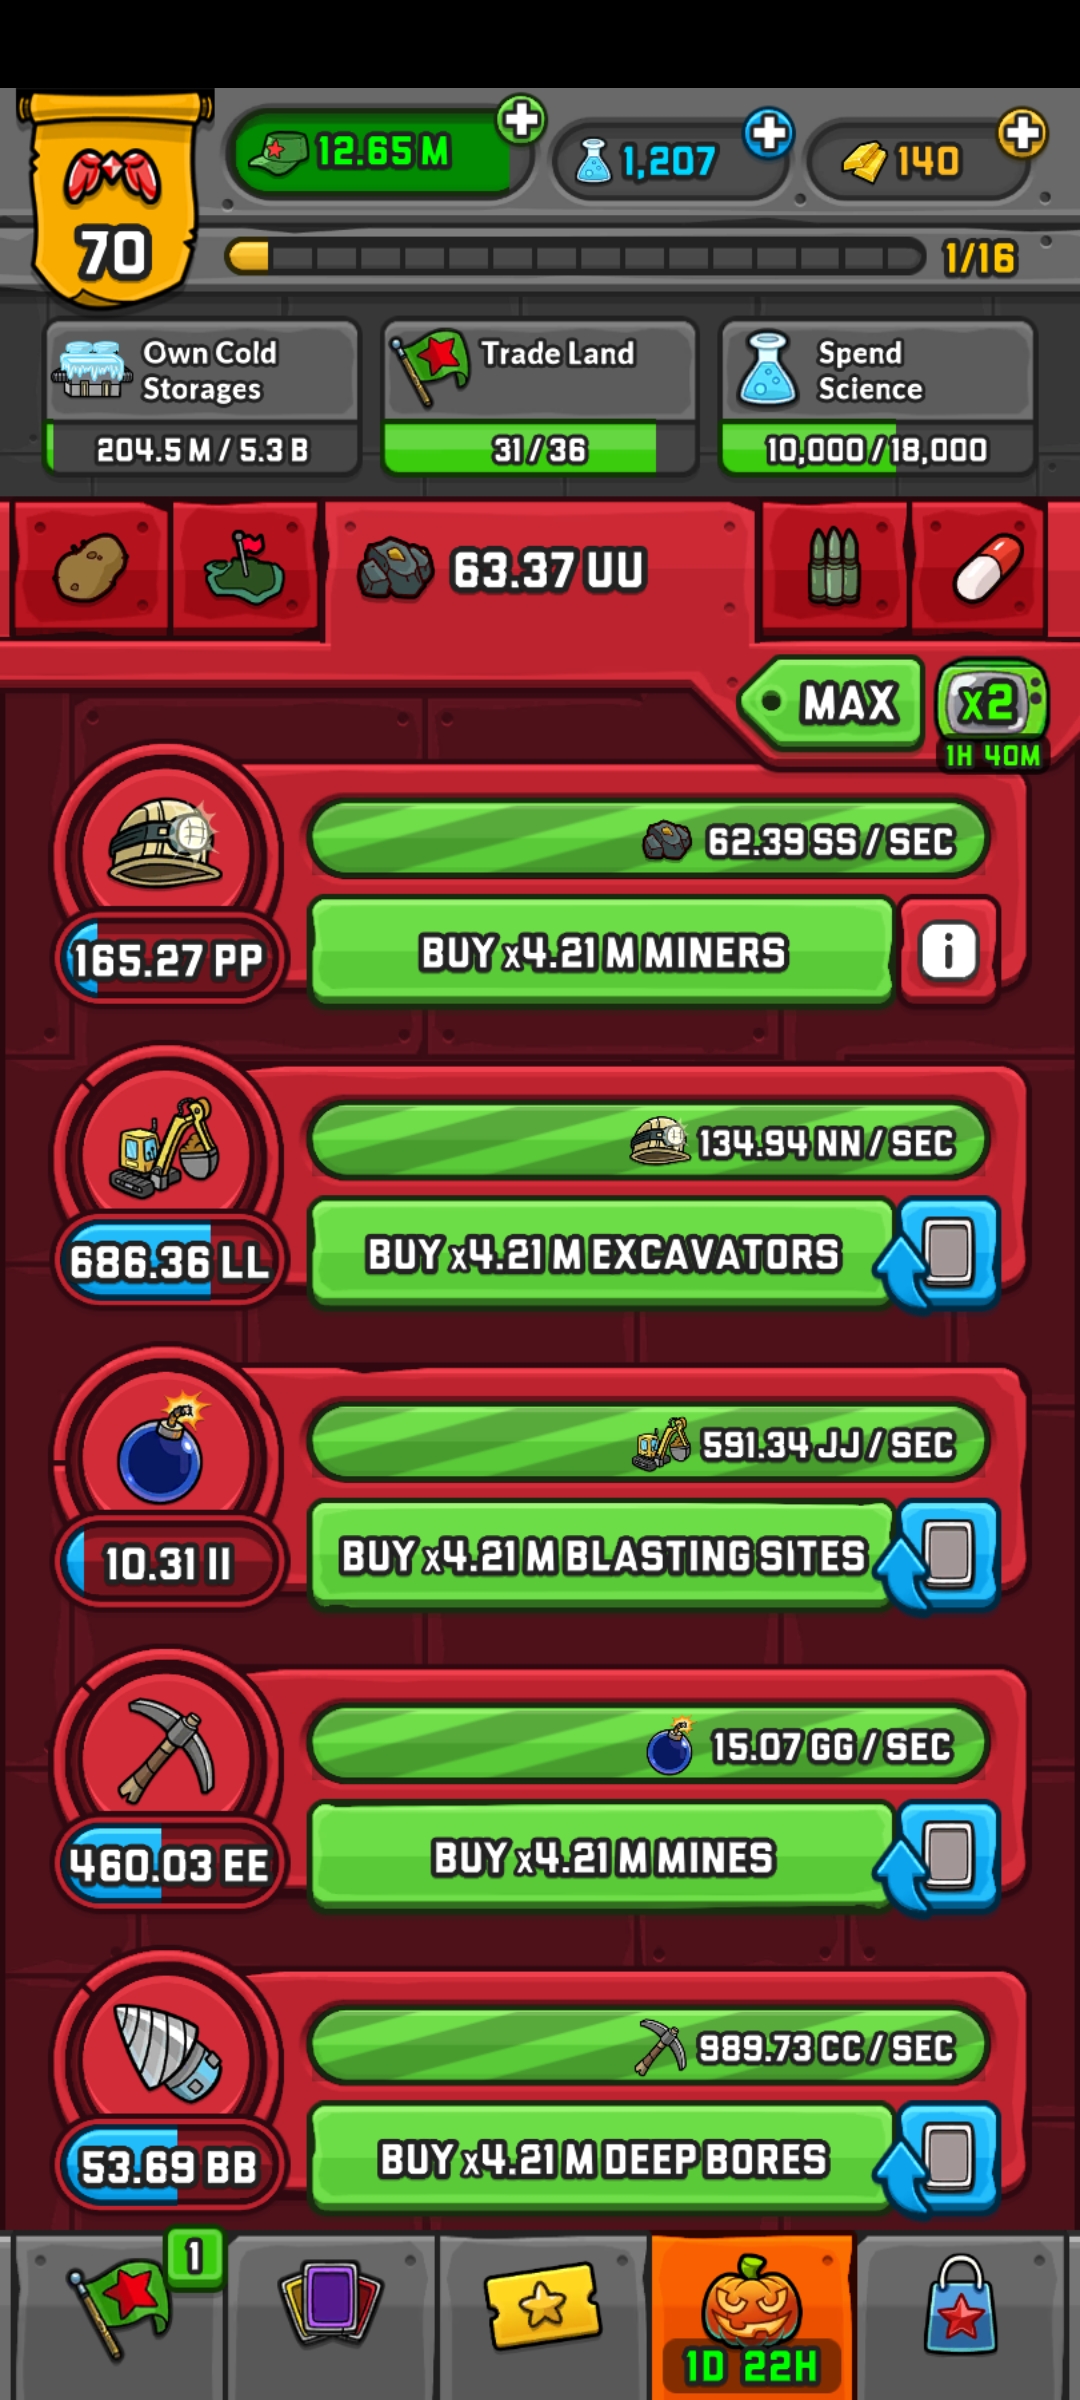 12.65 M
1,207
140
70
1/16
Own Cold
Storages
Trade Land
Spend
Science
204.5 M / 5.3 B
31 / 36
10,000 / 18,000
63.37 UU
MAX
x2
1H 40M
62.39 SS / SEC
165.27 PP
BUY x4.21 M MINERS
i
134.94 NN / SEC
686.36 LL
BUY x4.21 M EXCAVATORS
591.34 JJ / SEC
10.31 II
BUY x4.21 M BLASTING SITES
15.07 GG / SEC
460.03 EE
BUY x4.21 M MINES
989.73 CC / SEC
53.69 BB
BUY x4.21 M DEEP BORES
1
1D 22H